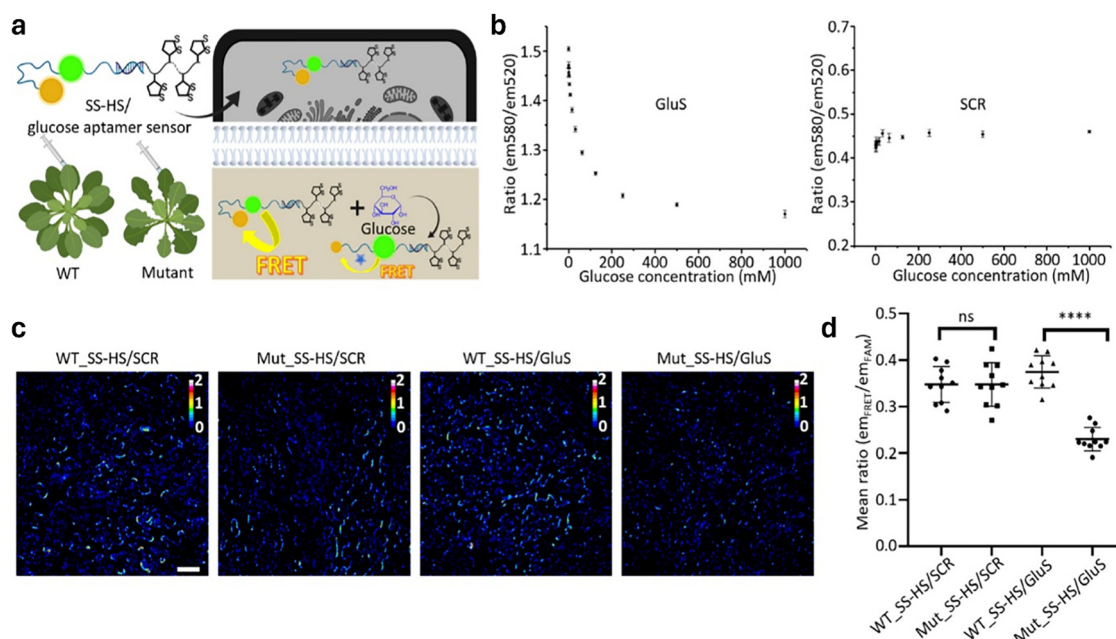 a
S
S
S
S
S
S
S
S
SS-HS/
glucose aptamer sensor
WT
Mutant
FRET
+
CH₂OH
OH
HO
OH
OH
Glucose
FRET
b
Ratio (em580/em520)
1.5
1.4
1.3
1.2
1.1
GluS
0 200 400 600 800 1000
Glucose concentration (mM)
Ratio (em580/em520)
0.7
0.6
0.5
0.4
0.3
0.2
SCR
0 200 400 600 800 1000
Glucose concentration (mM)
c
WT_SS-HS/SCR
Mut_SS-HS/SCR
WT_SS-HS/GluS
Mut_SS-HS/GluS
2
1
0
2
1
0
2
1
0
2
1
0
d
Mean ratio (emFRET/emFAM)
0.5
0.4
0.3
0.2
0.1
0.0
ns
****
WT_SS-HS/SCR
Mut_SS-HS/SCR
WT_SS-HS/GluS
Mut_SS-HS/GluS